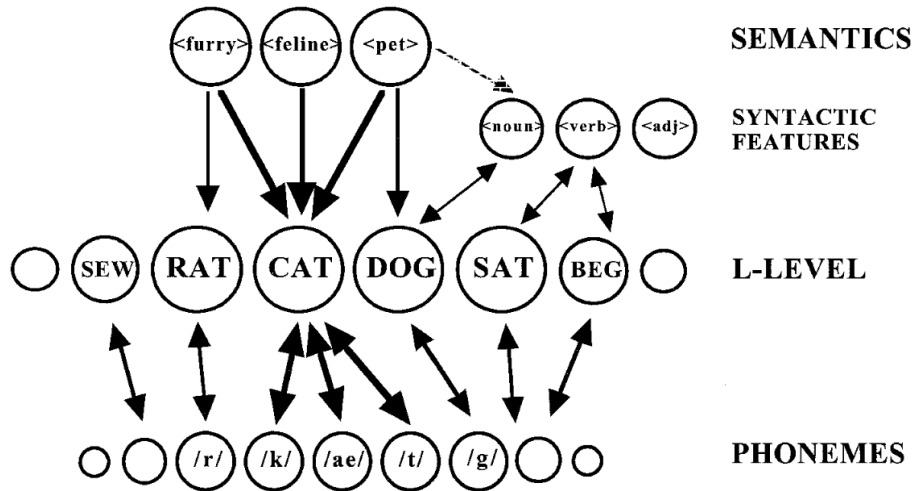 <furry> <feline> <pet> SEMANTICS
<noun> <verb> <adj> SYNTACTIC
FEATURES
SEW RAT CAT DOG SAT BEG L-LEVEL
/r/ /k/ /ae/ /t/ /g/ PHONEMES